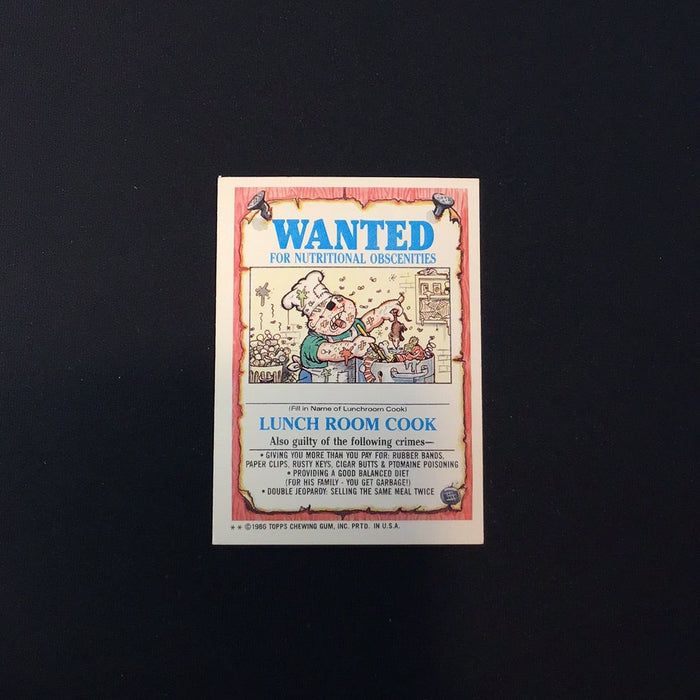 WANTED
FOR NUTRITIONAL OBSCENITIES
(Fill in Name of Lunchroom Cook)
LUNCH ROOM COOK
Also guilty of the following crimes—
• GIVING YOU MORE THAN YOU PAY FOR: RUBBER BANDS,
PAPER CLIPS, RUSTY KEYS, CIGAR BUTTS & PTOMAINE POISONING
• PROVIDING A GOOD BALANCED DIET
(FOR HIS FAMILY - YOU GET GARBAGE!)
• DOUBLE JEOPARDY: SELLING THE SAME MEAL TWICE
** ©1986 TOPPS CHEWING GUM, INC. PRTD. IN U.S.A.